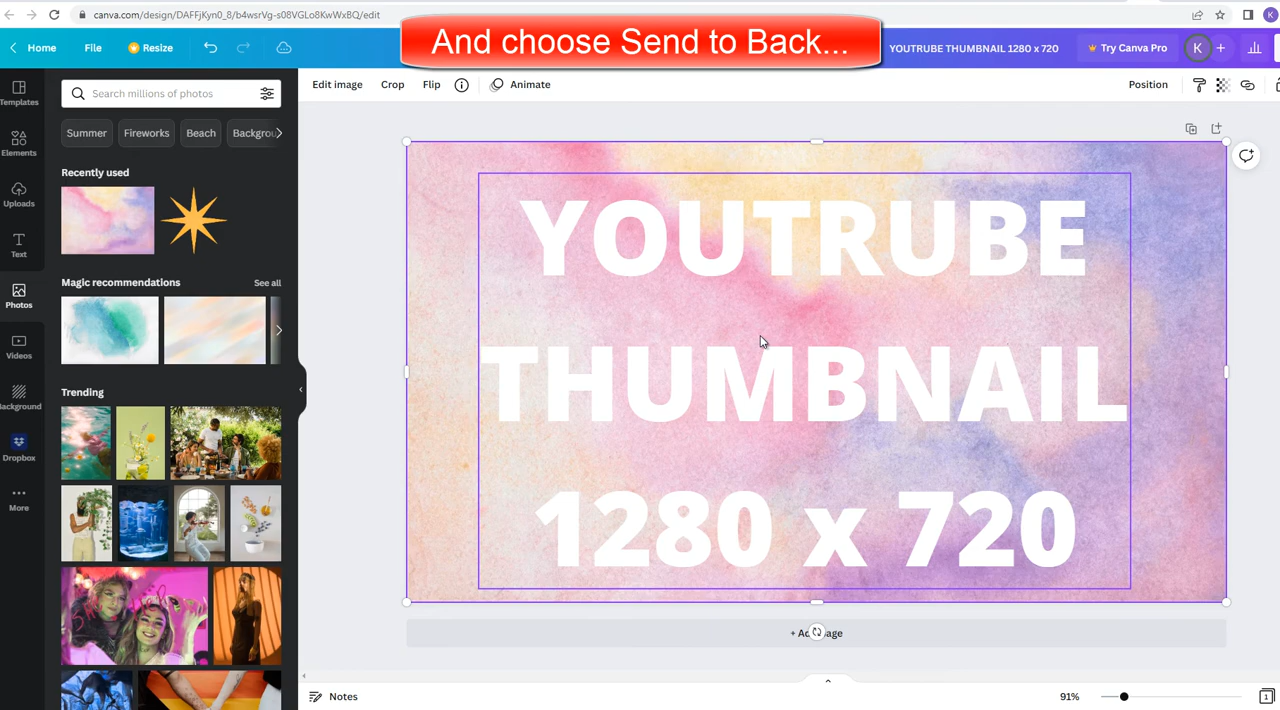 canva.com/design/DAFFjKyn0_8/b4wsrVg-s08VGLo8KwWxBQ/edit
K
And choose Send to Back...
Home
File
Resize
YOUTRUBE THUMBNAIL 1280 x 720
Try Canva Pro
K
Edit image
Crop
Flip
Animate
Position
Search millions of photos
Summer
Fireworks
Beach
Backgrou
Templates
Elements
Uploads
Text
Photos
Videos
Background
Dropbox
More
Recently used
Magic recommendations
See all
Trending
YOUTRUBE
THUMBNAIL
1280 x 720
+ Add page
Notes
91%
1